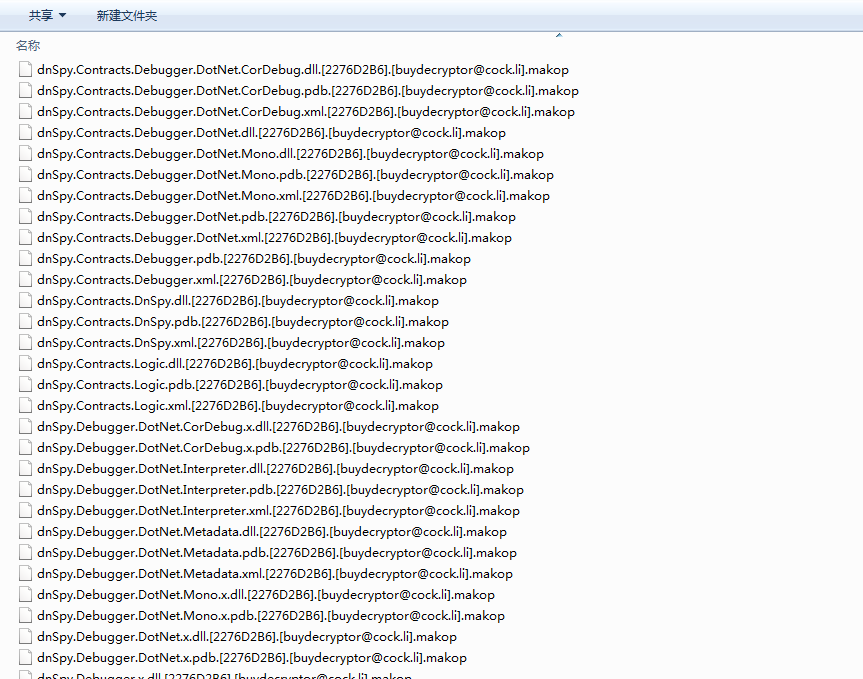 共享 新建文件夹
名称
dnSpy.Contracts.Debugger.DotNet.CorDebug.dll.[2276D2B6].[buydecryptor@cock.li].makop
dnSpy.Contracts.Debugger.DotNet.CorDebug.pdb.[2276D2B6].[buydecryptor@cock.li].makop
dnSpy.Contracts.Debugger.DotNet.CorDebug.xml.[2276D2B6].[buydecryptor@cock.li].makop
dnSpy.Contracts.Debugger.DotNet.dll.[2276D2B6].[buydecryptor@cock.li].makop
dnSpy.Contracts.Debugger.DotNet.Mono.dll.[2276D2B6].[buydecryptor@cock.li].makop
dnSpy.Contracts.Debugger.DotNet.Mono.pdb.[2276D2B6].[buydecryptor@cock.li].makop
dnSpy.Contracts.Debugger.DotNet.Mono.xml.[2276D2B6].[buydecryptor@cock.li].makop
dnSpy.Contracts.Debugger.DotNet.pdb.[2276D2B6].[buydecryptor@cock.li].makop
dnSpy.Contracts.Debugger.DotNet.xml.[2276D2B6].[buydecryptor@cock.li].makop
dnSpy.Contracts.Debugger.pdb.[2276D2B6].[buydecryptor@cock.li].makop
dnSpy.Contracts.Debugger.xml.[2276D2B6].[buydecryptor@cock.li].makop
dnSpy.Contracts.DnSpy.dll.[2276D2B6].[buydecryptor@cock.li].makop
dnSpy.Contracts.DnSpy.pdb.[2276D2B6].[buydecryptor@cock.li].makop
dnSpy.Contracts.DnSpy.xml.[2276D2B6].[buydecryptor@cock.li].makop
dnSpy.Contracts.Logic.dll.[2276D2B6].[buydecryptor@cock.li].makop
dnSpy.Contracts.Logic.pdb.[2276D2B6].[buydecryptor@cock.li].makop
dnSpy.Contracts.Logic.xml.[2276D2B6].[buydecryptor@cock.li].makop
dnSpy.Debugger.DotNet.CorDebug.x.dll.[2276D2B6].[buydecryptor@cock.li].makop
dnSpy.Debugger.DotNet.CorDebug.x.pdb.[2276D2B6].[buydecryptor@cock.li].makop
dnSpy.Debugger.DotNet.Interpreter.dll.[2276D2B6].[buydecryptor@cock.li].makop
dnSpy.Debugger.DotNet.Interpreter.pdb.[2276D2B6].[buydecryptor@cock.li].makop
dnSpy.Debugger.DotNet.Interpreter.xml.[2276D2B6].[buydecryptor@cock.li].makop
dnSpy.Debugger.DotNet.Metadata.dll.[2276D2B6].[buydecryptor@cock.li].makop
dnSpy.Debugger.DotNet.Metadata.pdb.[2276D2B6].[buydecryptor@cock.li].makop
dnSpy.Debugger.DotNet.Metadata.xml.[2276D2B6].[buydecryptor@cock.li].makop
dnSpy.Debugger.DotNet.Mono.x.dll.[2276D2B6].[buydecryptor@cock.li].makop
dnSpy.Debugger.DotNet.Mono.x.pdb.[2276D2B6].[buydecryptor@cock.li].makop
dnSpy.Debugger.DotNet.x.dll.[2276D2B6].[buydecryptor@cock.li].makop
dnSpy.Debugger.DotNet.x.pdb.[2276D2B6].[buydecryptor@cock.li].makop
dnSpy.Debugger.x.dll.[2276D2B6].[buydecryptor@cock.li].makop